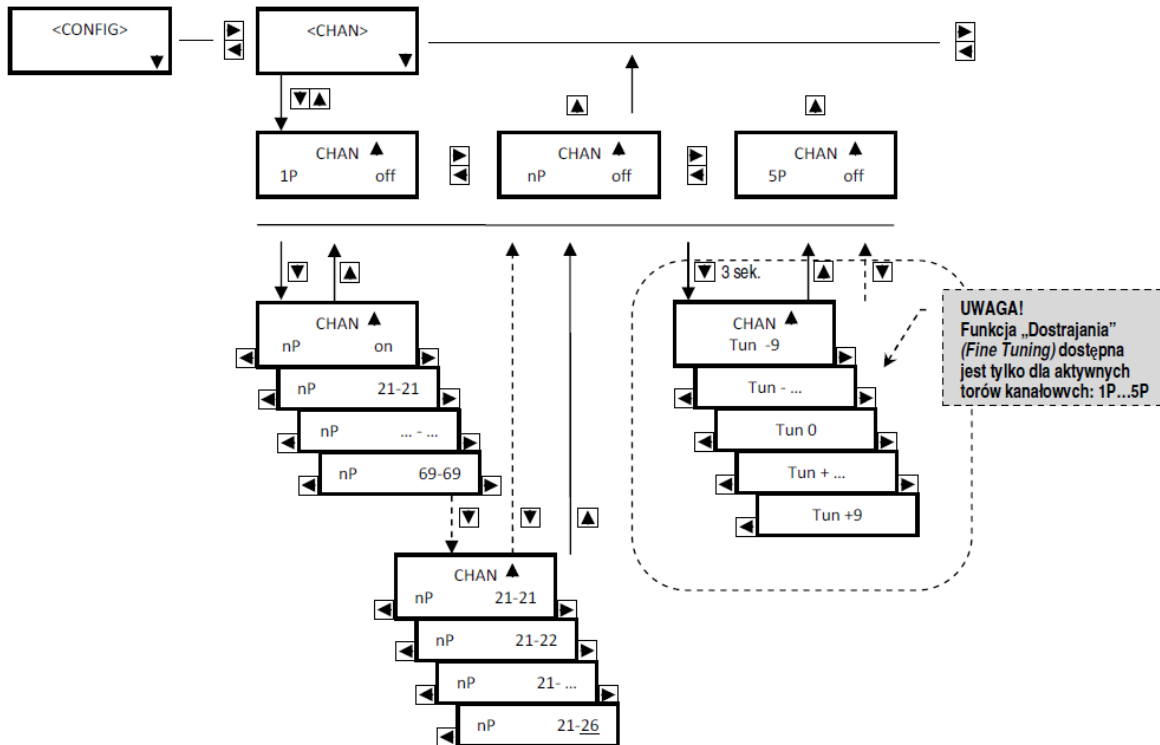 <CONFIG>
<CHAN>
CHAN
1P off
CHAN
nP off
CHAN
5P off
3 sek.
CHAN
nP on
nP 21-21
nP ... - ...
nP 69-69
CHAN
Tun -9
Tun - ...
Tun 0
Tun + ...
Tun +9
UWAGA!
Funkcja „Dostrajania”
(Fine Tuning) dostępna
jest tylko dla aktywnych
torów kanałowych: 1P...5P
CHAN
nP 21-21
nP 21-22
nP 21- ...
nP 21-26